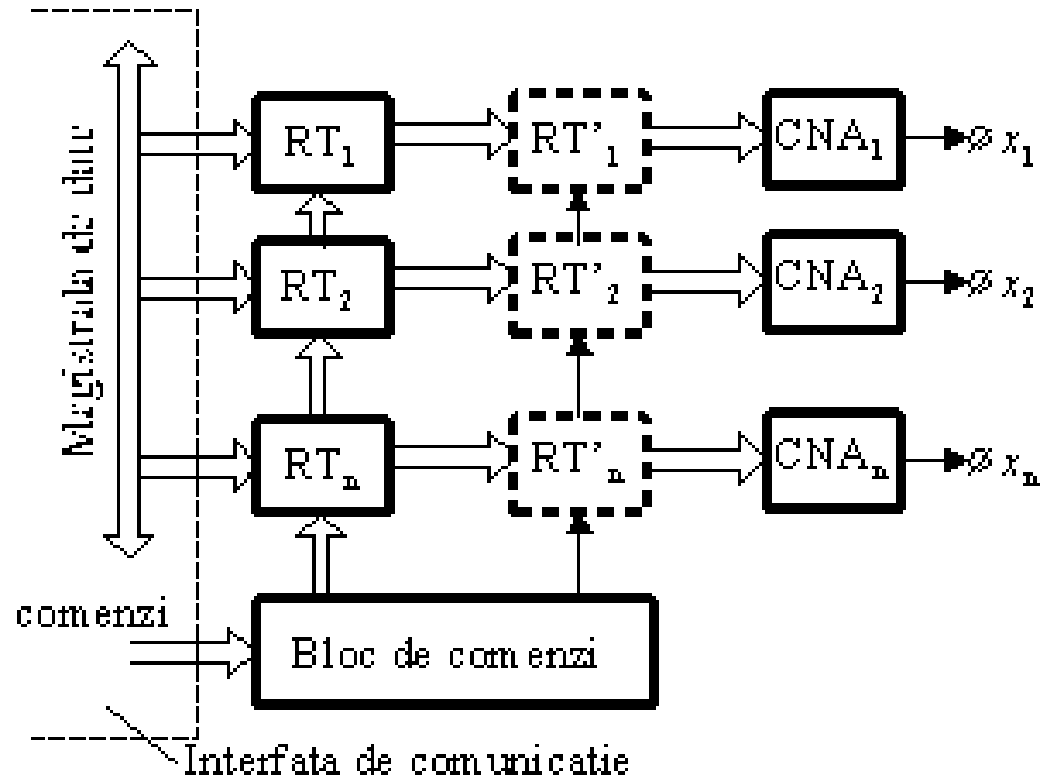 Magistrala de date
RT₁
RT'₁
CNA₁
x₁
RT₂
RT'₂
CNA₂
x₂
RTₙ
RT'ₙ
CNAₙ
xₙ
comenzi
Bloc de comenzi
Interfata de comunicatie